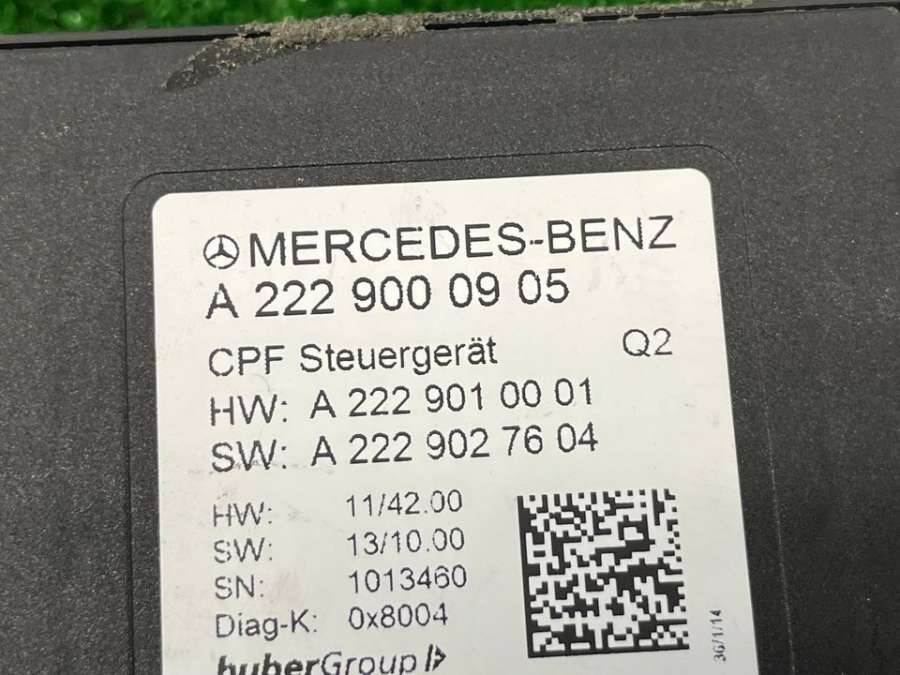 MERCEDES-BENZ
A 222 900 09 05
CPF Steuergerät Q2
HW: A 222 901 00 01
SW: A 222 902 76 04
HW: 11/42.00
SW: 13/10.00
SN: 1013460
Diag-K: 0x8004
huberGroup
36/1/14